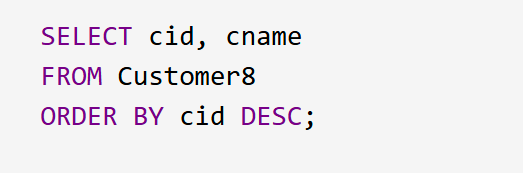 SELECT cid, cname
FROM Customer8
ORDER BY cid DESC;